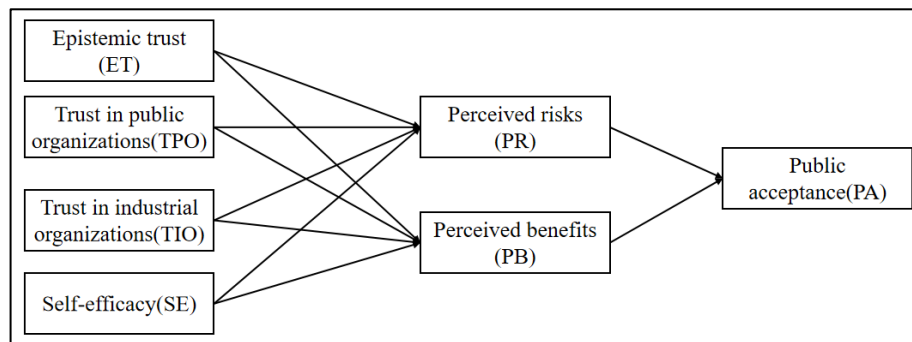 Epistemic trust
(ET)
Trust in public
organizations(TPO)
Trust in industrial
organizations(TIO)
Self-efficacy(SE)
Perceived risks
(PR)
Perceived benefits
(PB)
Public
acceptance(PA)